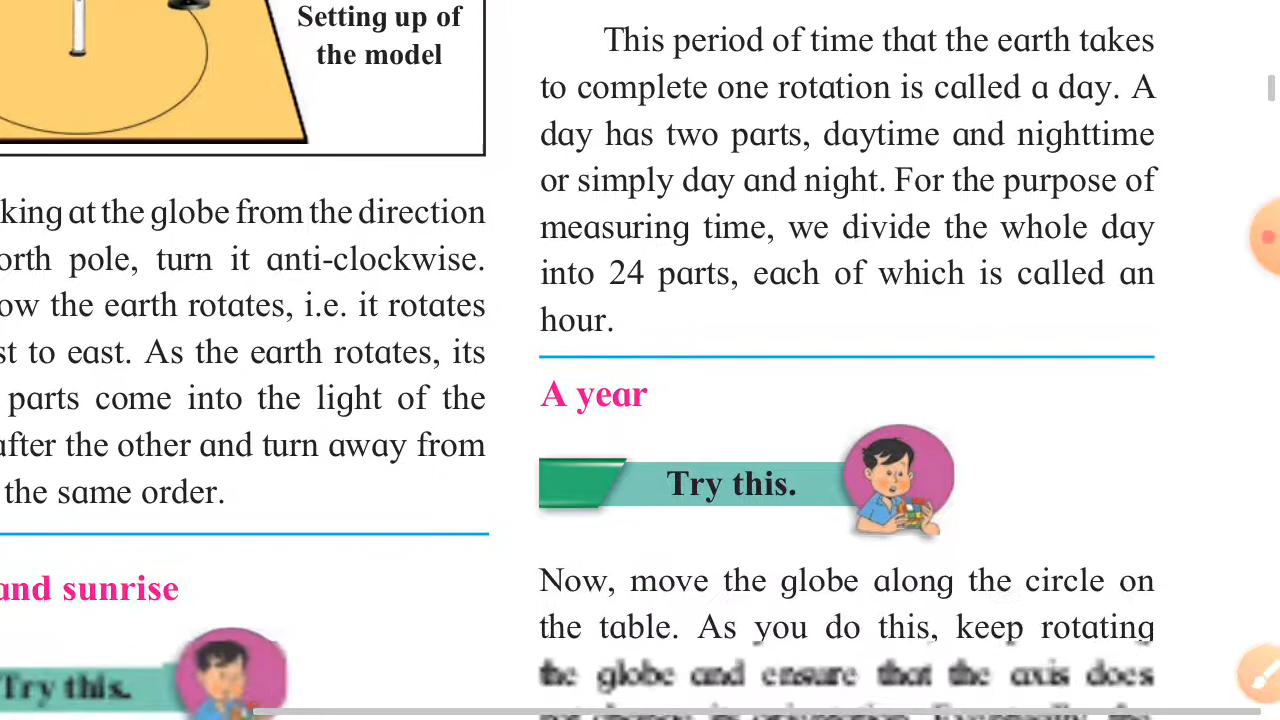 Setting up of
the model
king at the globe from the direction
orth pole, turn it anti-clockwise.
ow the earth rotates, i.e. it rotates
st to east. As the earth rotates, its
parts come into the light of the
after the other and turn away from
the same order.
and sunrise
Try this.
This period of time that the earth takes
to complete one rotation is called a day. A
day has two parts, daytime and nighttime
or simply day and night. For the purpose of
measuring time, we divide the whole day
into 24 parts, each of which is called an
hour.
A year
Try this.
Now, move the globe along the circle on
the table. As you do this, keep rotating
the globe and ensure that the axis does